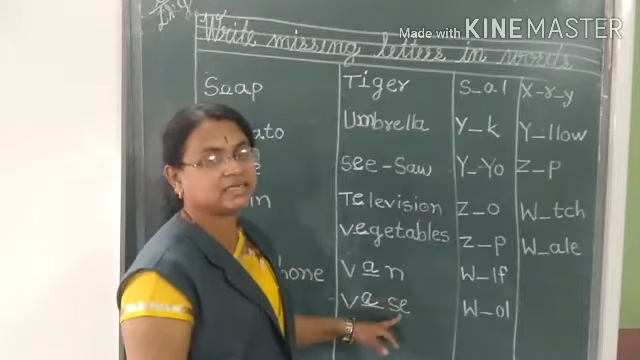 Made with KINEMASTER
Write missing letters in words
Soap Tiger S_al X-r_y
ato Umbrella Y_k Y_llow
see-saw Y_Yo Z_p
n Television Z_o W_tch
vegetables Z_p W_ale
hone Van W_lf
Vase W_ol